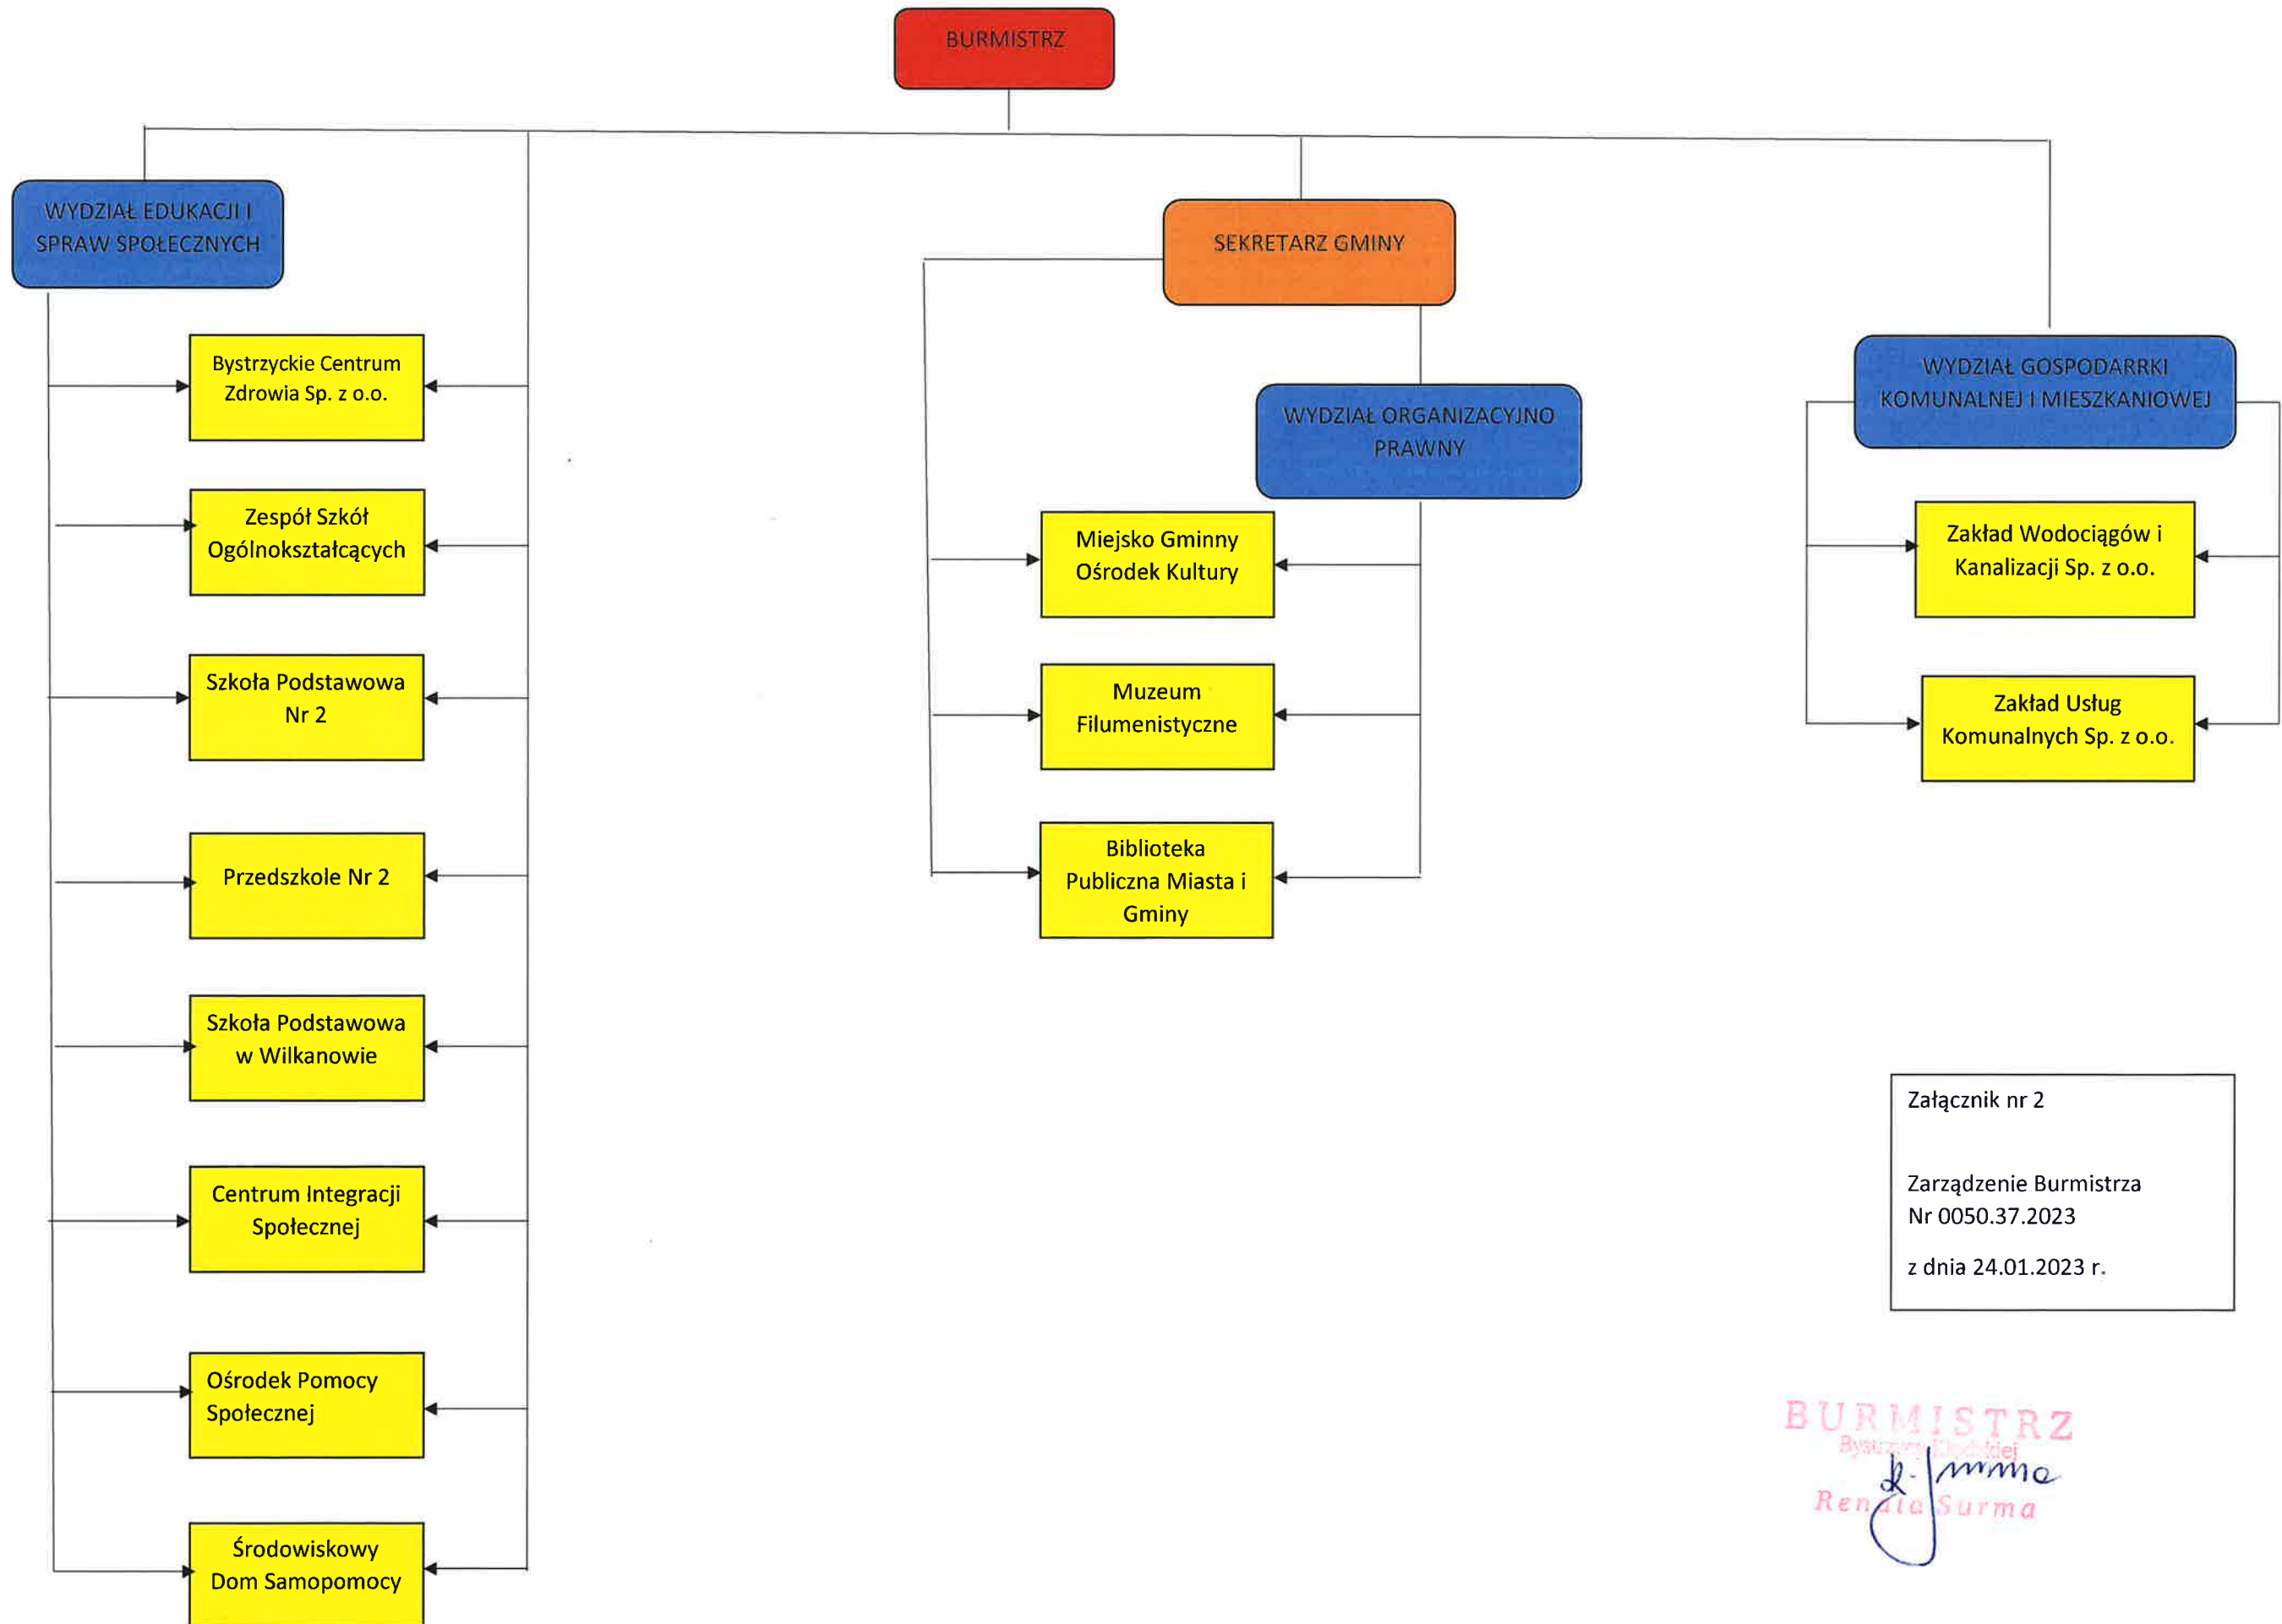 BURMISTRZ
WYDZIAŁ EDUKACJI I
SPRAW SPOŁECZNYCH
Bystrzyckie Centrum
Zdrowia Sp. z o.o.
Zespół Szkół
Ogólnokształcących
Szkoła Podstawowa
Nr 2
Przedszkole Nr 2
Szkoła Podstawowa
w Wilkanowie
Centrum Integracji
Społecznej
Ośrodek Pomocy
Społecznej
Środowiskowy
Dom Samopomocy
SEKRETARZ GMINY
WYDZIAŁ ORGANIZACYJNO
PRAWNY
Miejsko Gminny
Ośrodek Kultury
Muzeum
Filumenistyczne
Biblioteka
Publiczna Miasta i
Gminy
WYDZIAŁ GOSPODARRKI
KOMUNALNEJ I MIESZKANIOWEJ
Zakład Wodociągów i
Kanalizacji Sp. z o.o.
Zakład Usług
Komunalnych Sp. z o.o.
Załącznik nr 2
Zarządzenie Burmistrza
Nr 0050.37.2023
z dnia 24.01.2023 r.
BURMISTRZ
Renata Surma